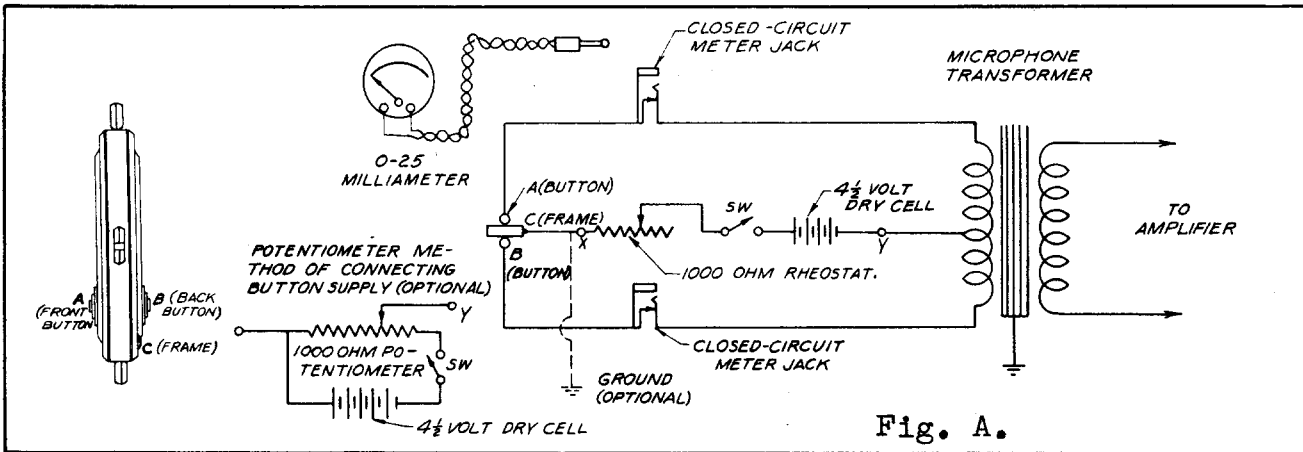 CLOSED-CIRCUIT
METER JACK
MICROPHONE
TRANSFORMER
0-25
MILLIAMETER
A (BUTTON)
C (FRAME)
X
B
(BUTTON)
SW
4½ VOLT
DRY CELL
Y
1000 OHM RHEOSTAT.
TO
AMPLIFIER
POTENTIOMETER ME-
THOD OF CONNECTING
BUTTON SUPPLY (OPTIONAL)
Y
A
(FRONT
BUTTON)
B (BACK
BUTTON)
C (FRAME)
1000 OHM PO-
TENTIOMETER
SW
4½ VOLT DRY CELL
CLOSED-CIRCUIT
METER JACK
GROUND
(OPTIONAL)
Fig. A.